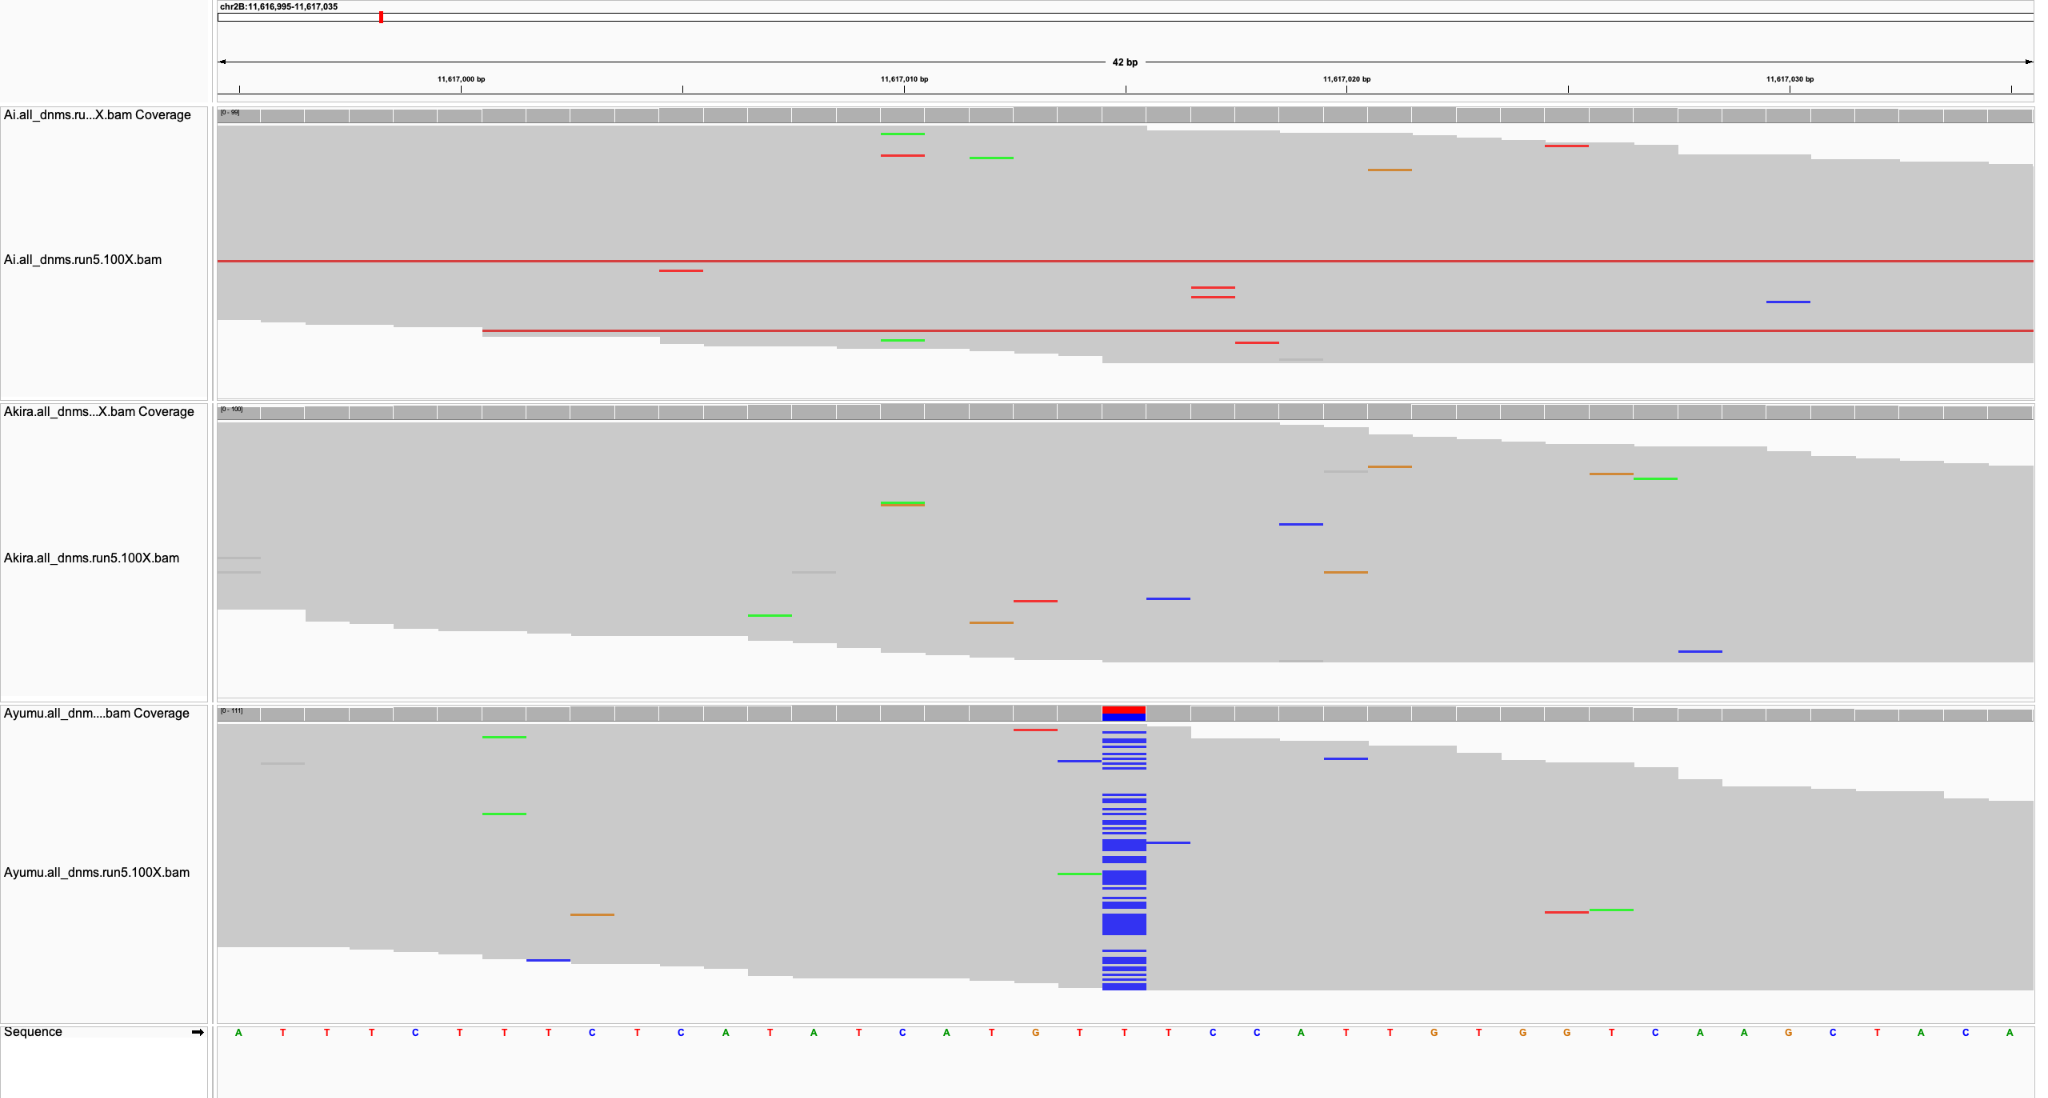 chr2B:11,616,995-11,617,035
42 bp
11,617,000 bp 11,617,010 bp 11,617,020 bp 11,617,030 bp
Ai.all_dnms.ru...X.bam Coverage
[0 - 99]
Ai.all_dnms.run5.100X.bam
Akira.all_dnms...X.bam Coverage
[0 - 100]
Akira.all_dnms.run5.100X.bam
Ayumu.all_dnm....bam Coverage
[0 - 111]
Ayumu.all_dnms.run5.100X.bam
Sequence A T T T C T T T C T C A T A T C A T G T T T C C A T T G T G G T C A A G C T A C A